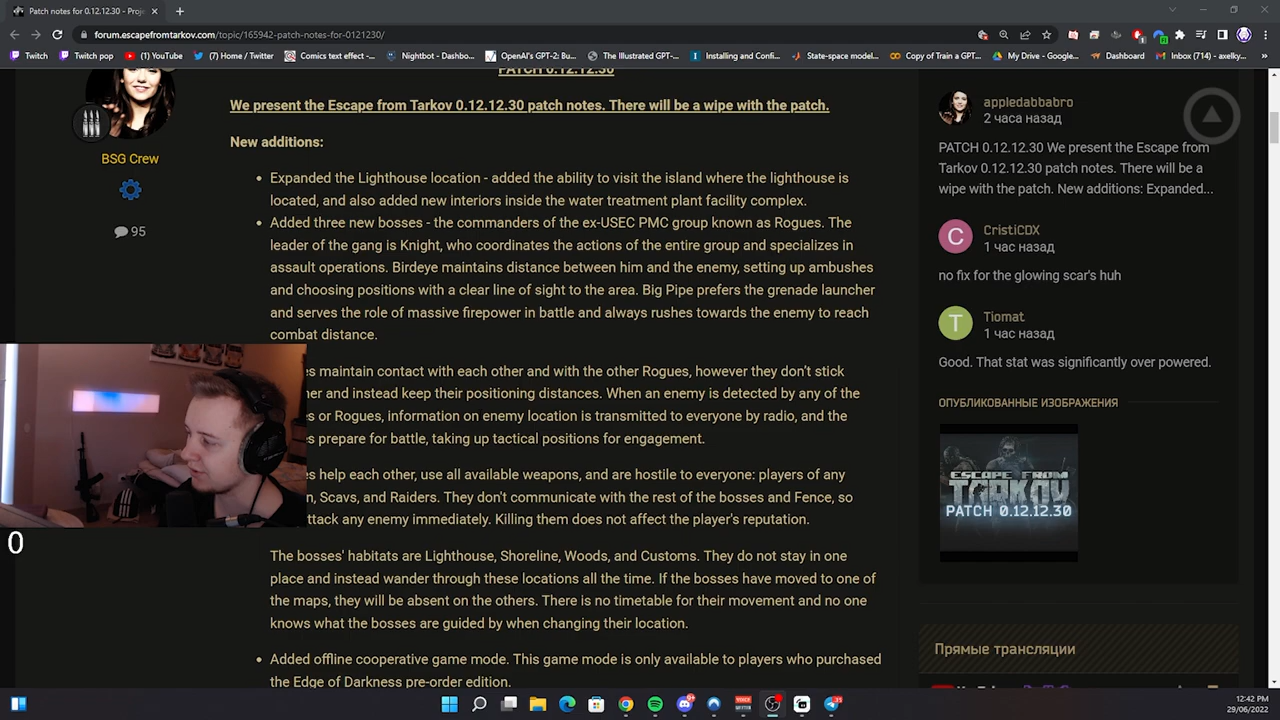 Patch notes for 0.12.12.30 - Proje
forum.escapefromtarkov.com/topic/165942-patch-notes-for-0121230/
Twitch
Twitch pop
(1) YouTube
(7) Home / Twitter
Comics text effect -...
Nightbot - Dashbo...
OpenAI's GPT-2: B...
The Illustrated GPT-...
Installing and Confi...
State-space model...
Copy of Train a GPT...
My Drive - Google...
Dashboard
Inbox (714) - axelky...
PATCH 0.12.12.30
We present the Escape from Tarkov 0.12.12.30 patch notes. There will be a wipe with the patch.
BSG Crew
95
New additions:
Expanded the Lighthouse location - added the ability to visit the island where the lighthouse is
located, and also added new interiors inside the water treatment plant facility complex.
Added three new bosses - the commanders of the ex-USEC PMC group known as Rogues. The
leader of the gang is Knight, who coordinates the actions of the entire group and specializes in
assault operations. Birdeye maintains distance between him and the enemy, setting up ambushes
and choosing positions with a clear line of sight to the area. Big Pipe prefers the grenade launcher
and serves the role of massive firepower in battle and always rushes towards the enemy to reach
combat distance.
es maintain contact with each other and with the other Rogues, however they don't stick
her and instead keep their positioning distances. When an enemy is detected by any of the
es or Rogues, information on enemy location is transmitted to everyone by radio, and the
es prepare for battle, taking up tactical positions for engagement.
es help each other, use all available weapons, and are hostile to everyone: players of any
n, Scavs, and Raiders. They don't communicate with the rest of the bosses and Fence, so
ttack any enemy immediately. Killing them does not affect the player's reputation.
The bosses' habitats are Lighthouse, Shoreline, Woods, and Customs. They do not stay in one
place and instead wander through these locations all the time. If the bosses have moved to one of
the maps, they will be absent on the others. There is no timetable for their movement and no one
knows what the bosses are guided by when changing their location.
Added offline cooperative game mode. This game mode is only available to players who purchased
the Edge of Darkness pre-order edition.
0
appledabbabro
2 часа назад
PATCH 0.12.12.30 We present the Escape from
Tarkov 0.12.12.30 patch notes. There will be a
wipe with the patch. New additions: Expanded...
C
CristiCDX
1 час назад
no fix for the glowing scar's huh
T
Tiomat
1 час назад
Good. That stat was significantly over powered.
ОПУБЛИКОВАННЫЕ ИЗОБРАЖЕНИЯ
ESCAPE FROM
TARKOV
PATCH 0.12.12.30
Прямые трансляции
12:42 PM
29/06/2022